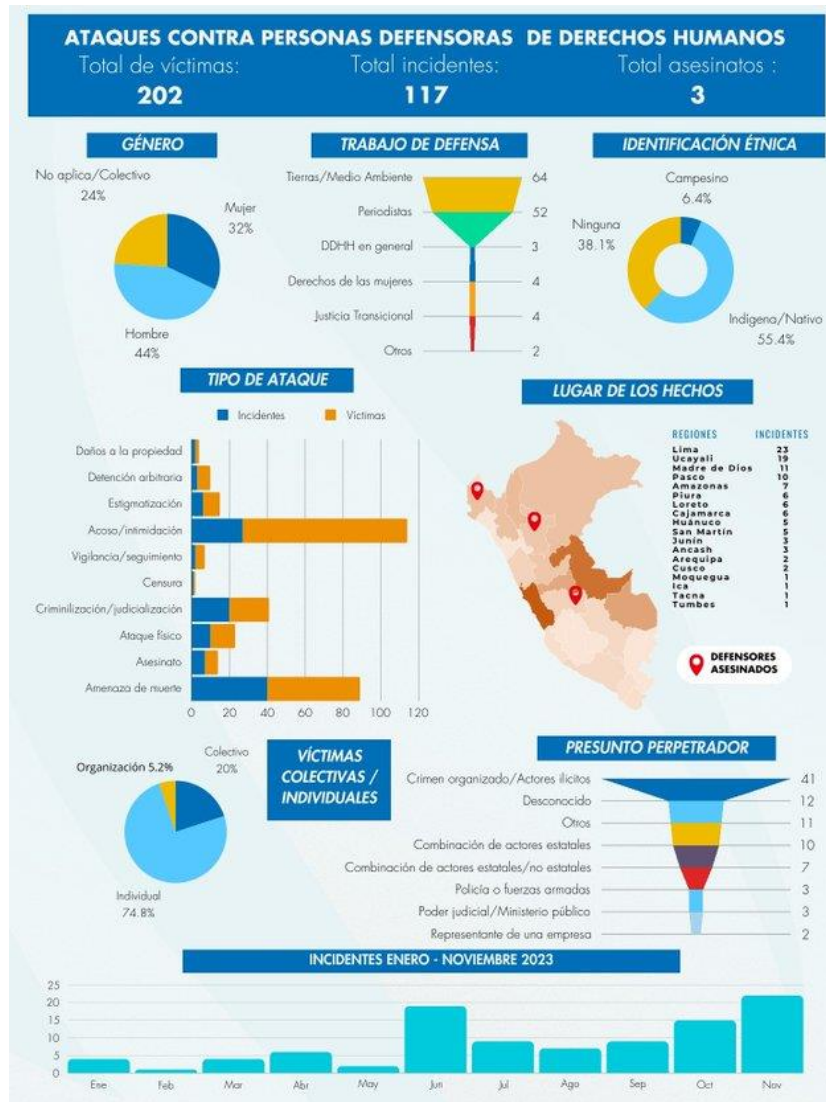 ATAQUES CONTRA PERSONAS DEFENSORAS DE DERECHOS HUMANOS
Total de víctimas:
202
Total incidentes:
117
Total asesinatos :
3
GÉNERO
No aplica/Colectivo
24%
Mujer
32%
Hombre
44%
TRABAJO DE DEFENSA
Tierras/Medio Ambiente 64
Periodistas 52
DDHH en general 3
Derechos de las mujeres 4
Justicia Transicional 4
Otros 2
IDENTIFICACIÓN ÉTNICA
Campesino
6.4%
Ninguna
38.1%
Indígena/Nativo
55.4%
TIPO DE ATAQUE
Incidentes Víctimas
Daños a la propiedad
Detención arbitraria
Estigmatización
Acoso/intimidación
Vigilancia/seguimiento
Censura
Criminilización/judicialización
Ataque físico
Asesinato
Amenaza de muerte
0 20 40 60 80 100 120
LUGAR DE LOS HECHOS
REGIONES INCIDENTES
Lima 23
Ucayali 19
Madre de Dios 11
Pasco 10
Amazonas 7
Piura 6
Loreto 6
Cajamarca 6
Huánuco 5
San Martín 5
Junín 3
Ancash 3
Arequipa 2
Cusco 2
Moquegua 1
Ica 1
Tacna 1
Tumbes 1
DEFENSORES
ASESINADOS
VÍCTIMAS
COLECTIVAS /
INDIVIDUALES
Organización 5.2%
Colectivo
20%
Individual
74.8%
PRESUNTO PERPETRADOR
Crimen organizado/Actores ilícitos 41
Desconocido 12
Otros 11
Combinación de actores estatales 10
Combinación de actores estatales/no estatales 7
Policía o fuerzas armadas 3
Poder judicial/Ministerio público 3
Representante de una empresa 2
INCIDENTES ENERO - NOVIEMBRE 2023
25
20
15
10
5
0
Ene Feb Mar Abr May Jun Jul Ago Sep Oct Nov